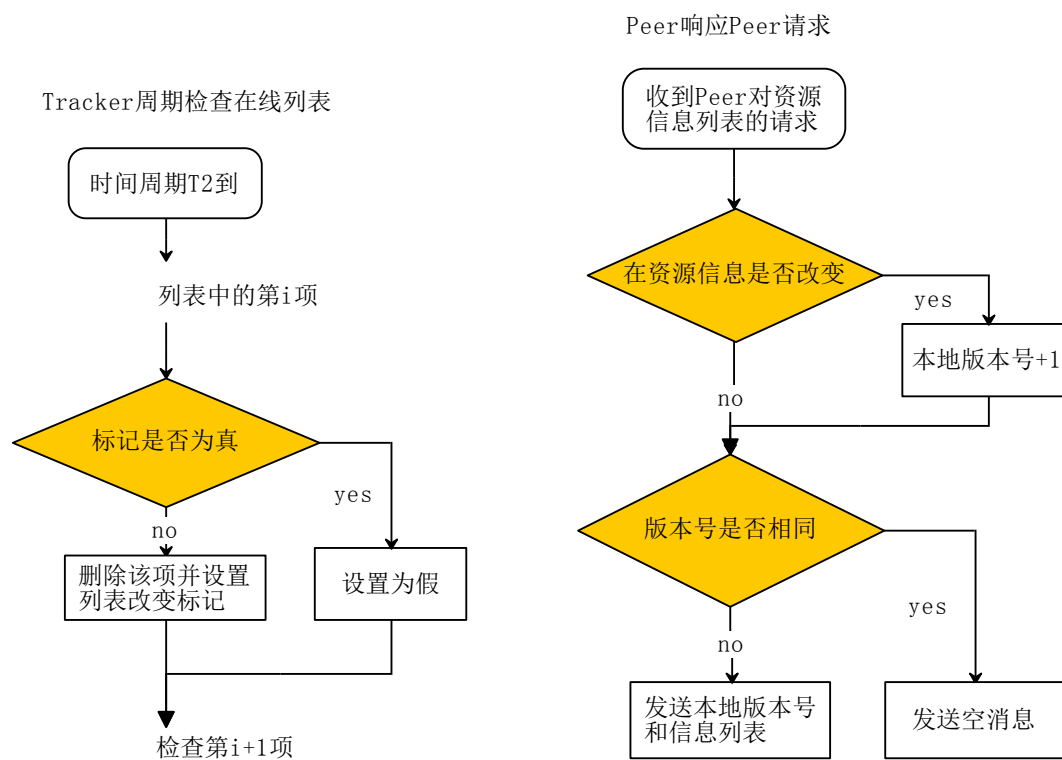 Tracker周期检查在线列表
时间周期T2到
列表中的第i项
标记是否为真
yes
no
删除该项并设置
列表改变标记
设置为假
检查第i+1项
Peer响应Peer请求
收到Peer对资源
信息列表的请求
在资源信息是否改变
yes
本地版本号+1
no
版本号是否相同
yes
no
发送本地版本号
和信息列表
发送空消息